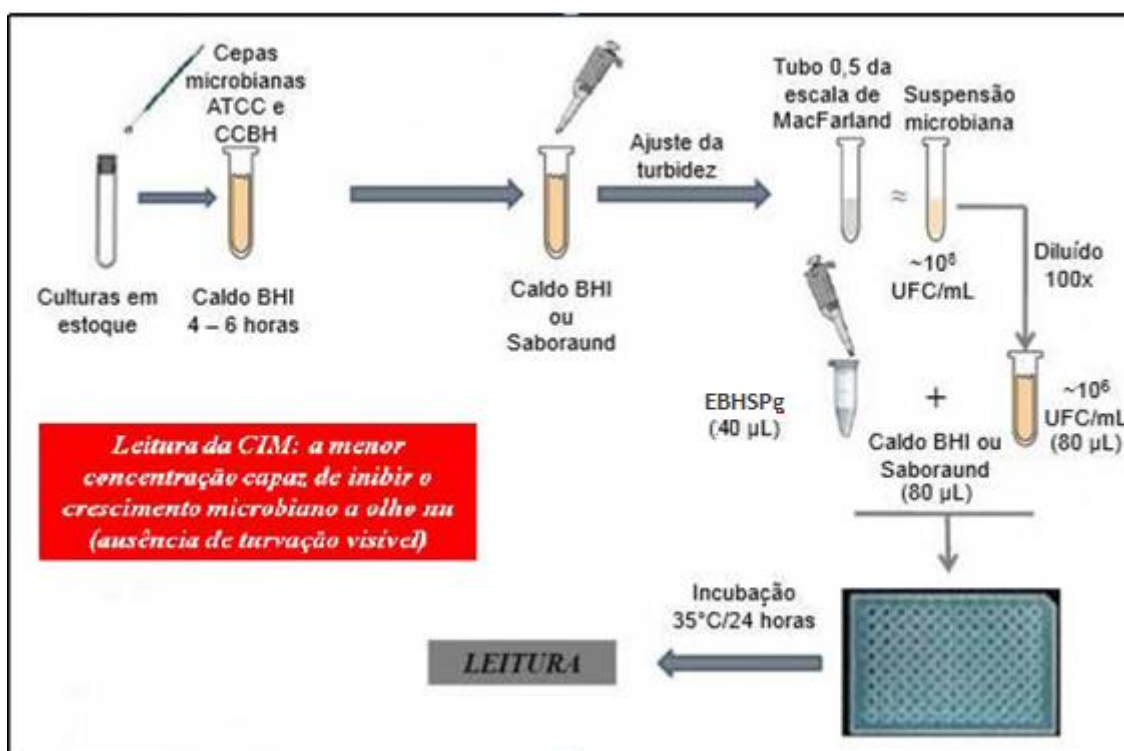 Cepas
microbianas
ATCC e
CCBH
Culturas em
estoque
Caldo BHI
4 – 6 horas
Caldo BHI
ou
Saboraund
Ajuste da
turbidez
Tubo 0,5 da
escala de
MacFarland
≈
Suspensão
microbiana
~10⁸
UFC/mL
Diluído
100x
EBHSPg
(40 µL)
+
Caldo BHI ou
Saboraund
(80 µL)
~10⁶
UFC/mL
(80 µL)
Leitura da CIM: a menor
concentração capaz de inibir o
crescimento microbiano a olho nu
(ausência de turvação visível)
Incubação
35°C/24 horas
LEITURA